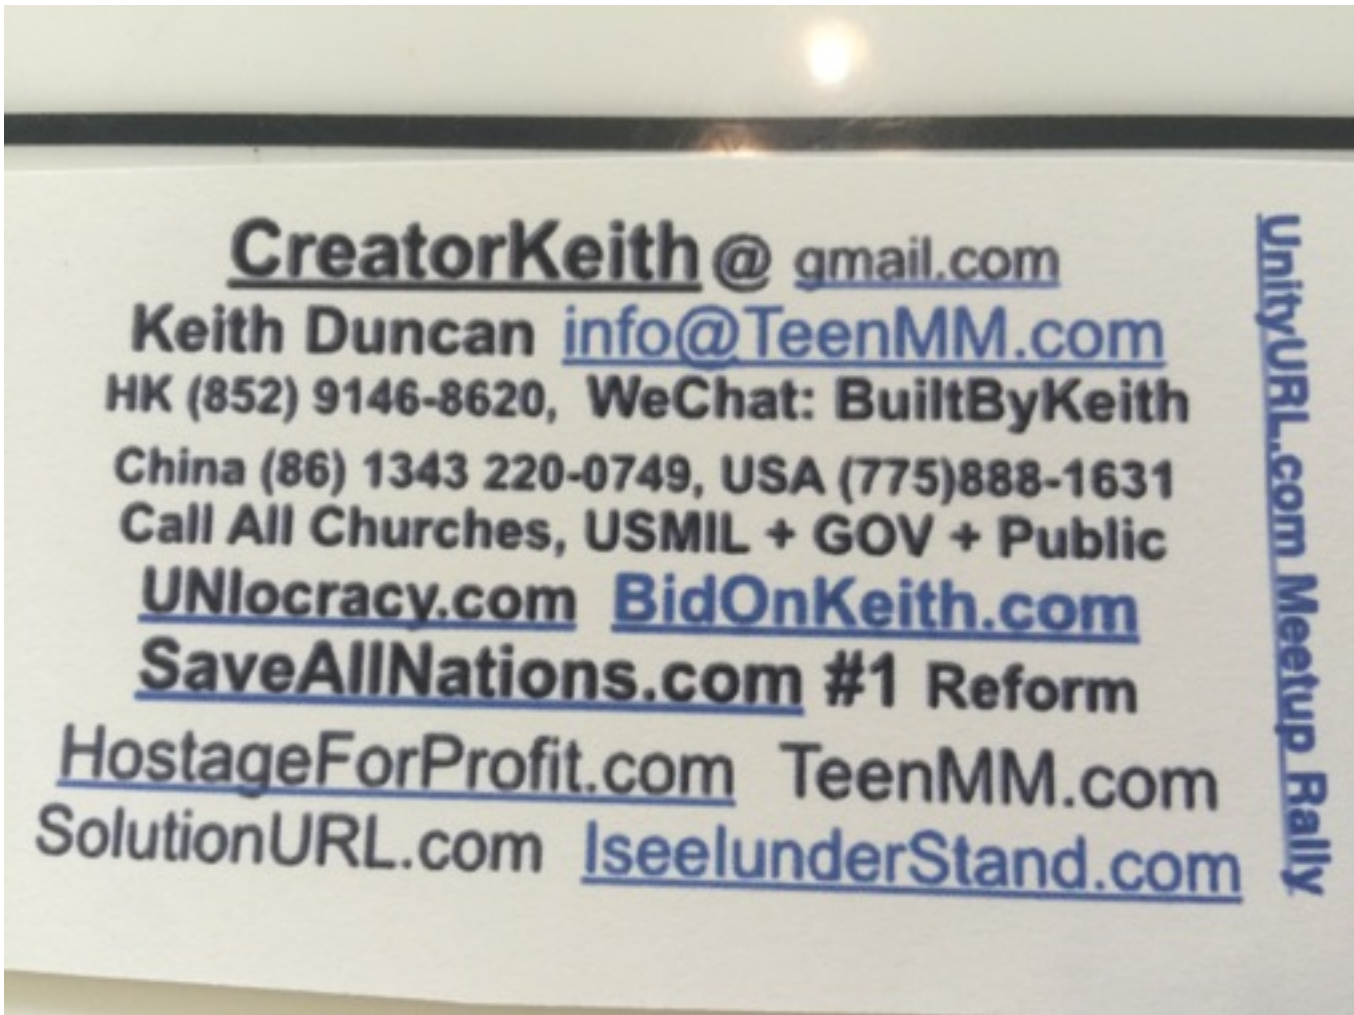 CreatorKeith@ gmail.com
Keith Duncan info@TeenMM.com
HK (852) 9146-8620, WeChat: BuiltByKeith
China (86) 1343 220-0749, USA (775)888-1631
Call All Churches, USMIL + GOV + Public
UNIocracy.com BidOnKeith.com
SaveAllNations.com #1 Reform
HostageForProfit.com TeenMM.com
SolutionURL.com IseeIunderStand.com
UnityURL.com Meetup Rally